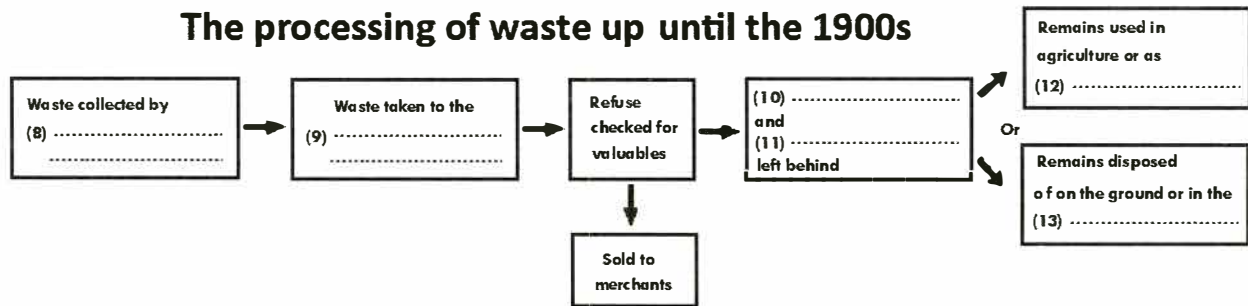 The processing of waste up until the 1900s
Waste collected by
(8) ........................................
........................................
Waste taken to the
(9) ........................................
........................................
Refuse
checked for
valuables
Sold to
merchants
(10) ........................................
and
(11) ........................................
left behind
Remains used in
agriculture or as
(12) ........................................
Or
Remains disposed
of on the ground or in the
(13) ........................................